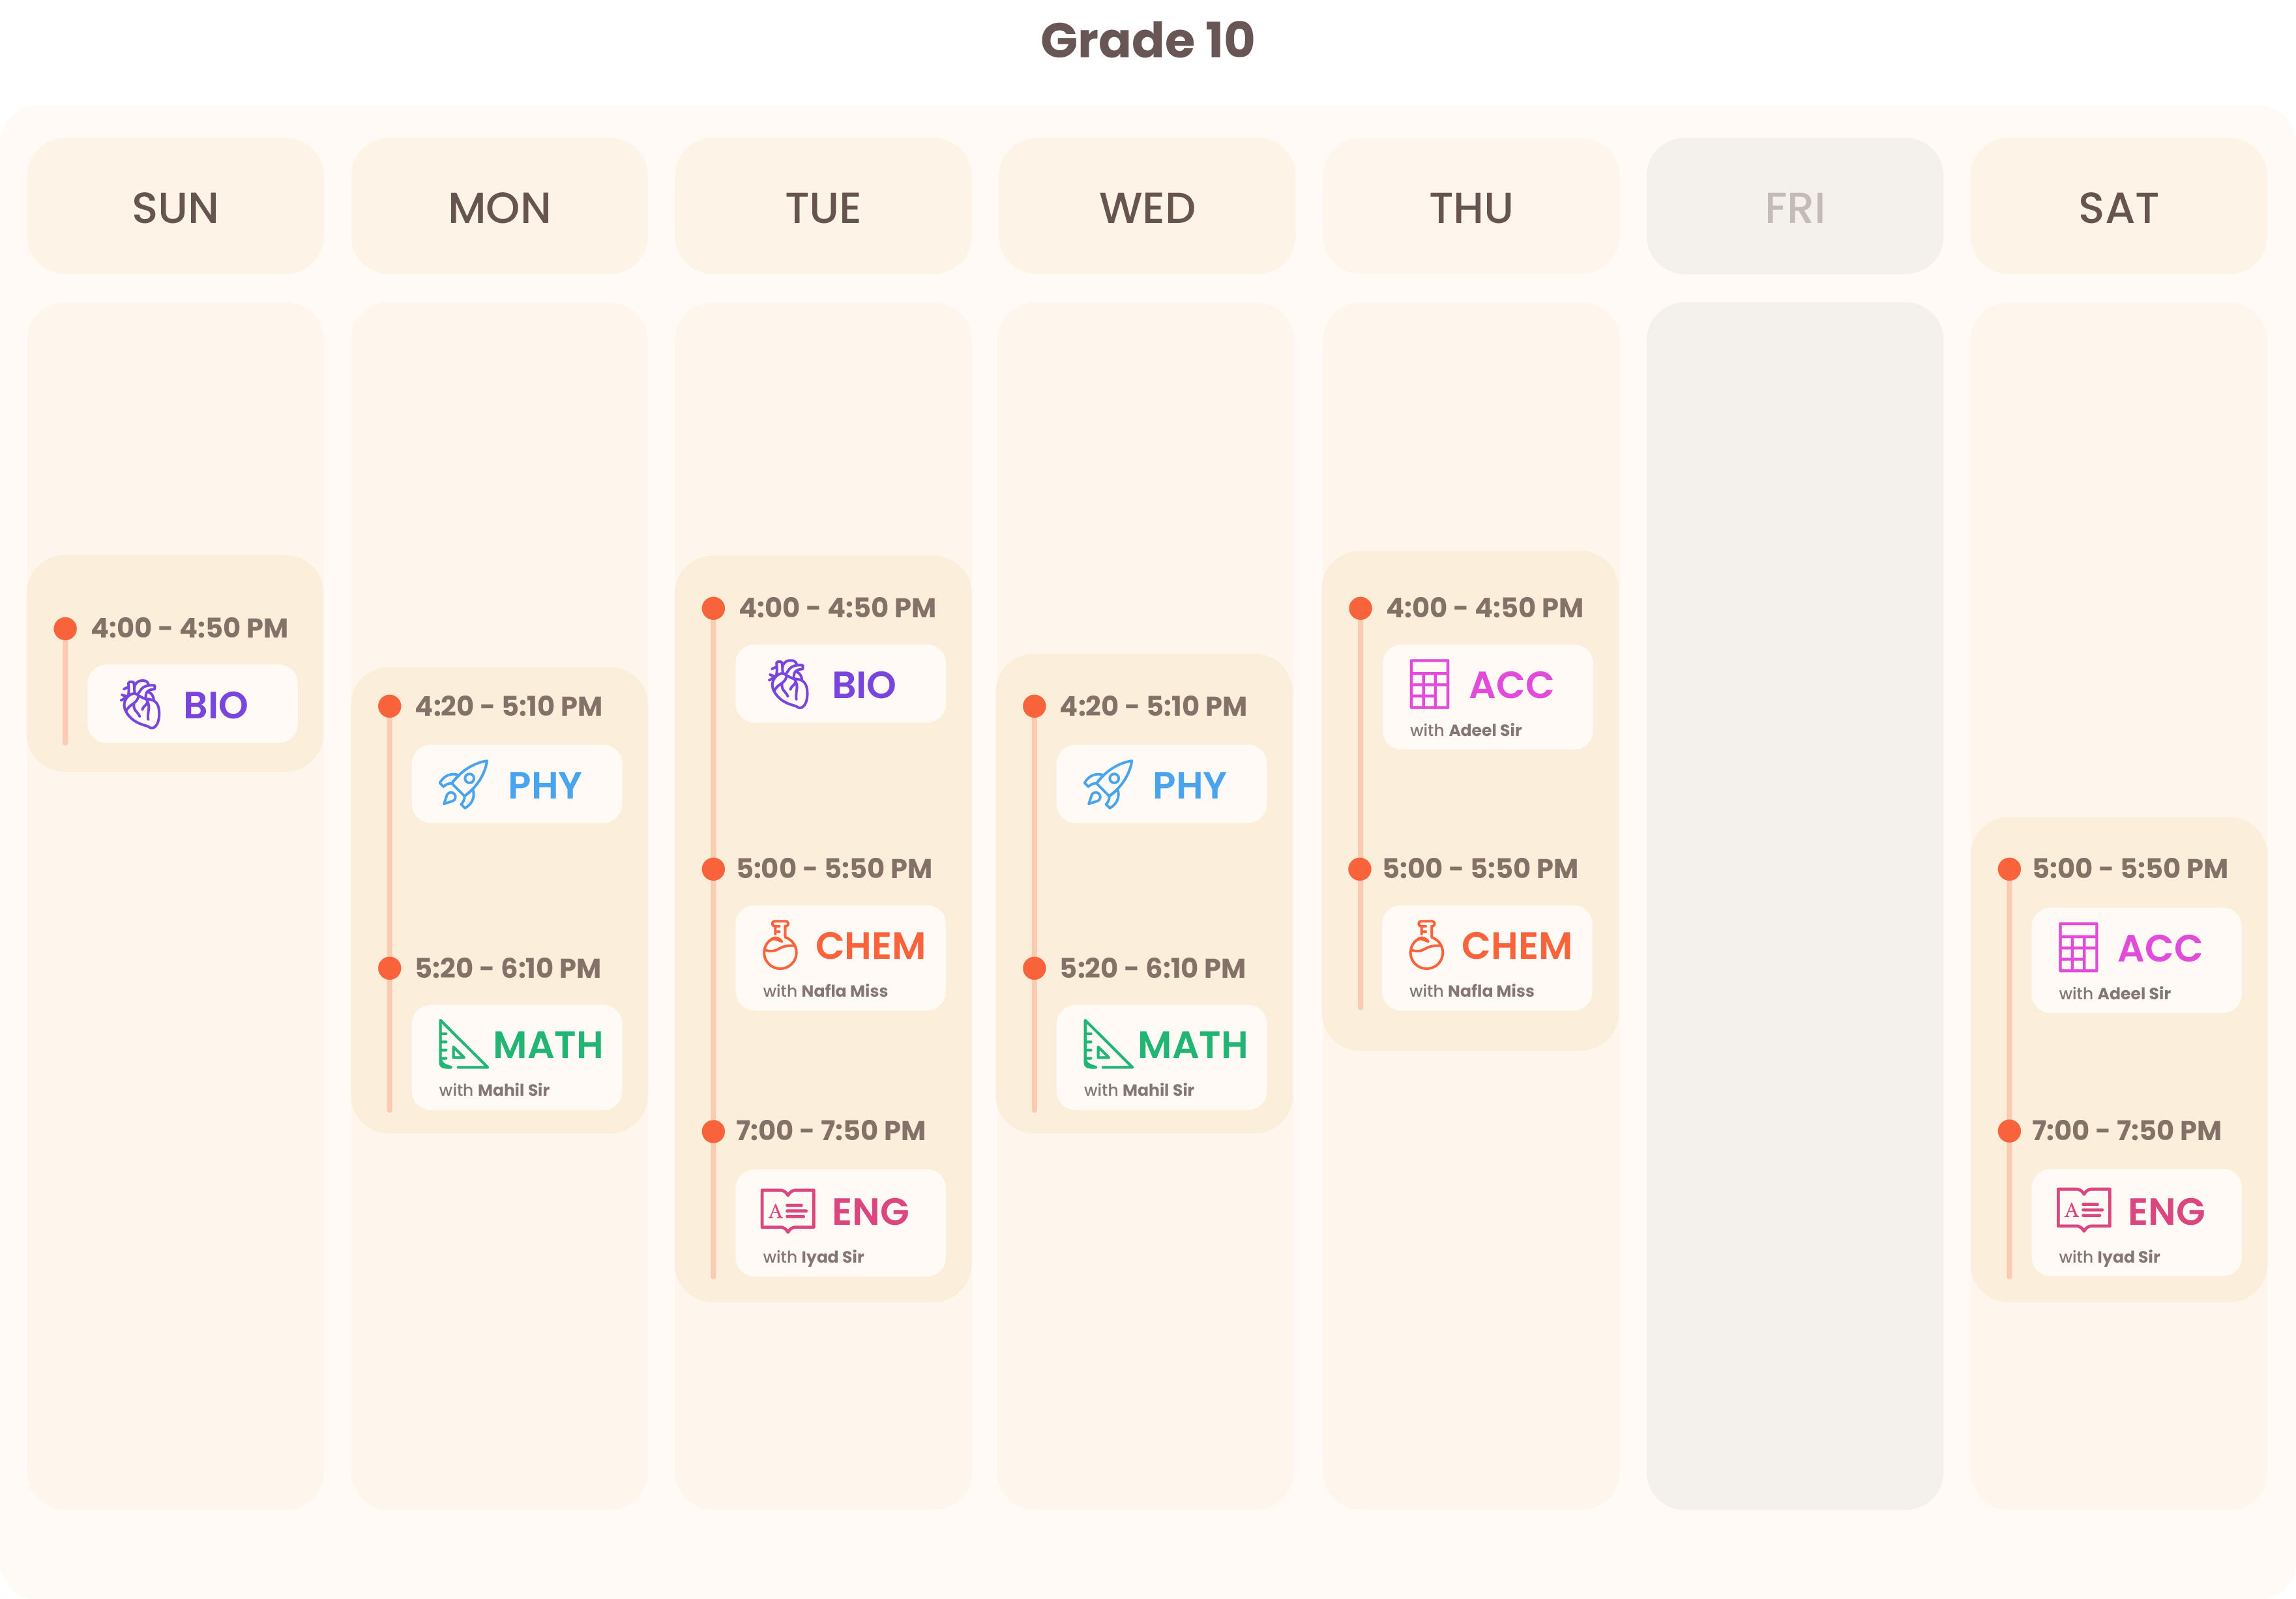 Grade 10
SUN
MON
TUE
WED
THU
FRI
SAT
4:00 - 4:50 PM
BIO
4:20 - 5:10 PM
PHY
5:20 - 6:10 PM
MATH
with Mahil Sir
4:00 - 4:50 PM
BIO
5:00 - 5:50 PM
CHEM
with Nafla Miss
7:00 - 7:50 PM
A
ENG
with Iyad Sir
4:20 - 5:10 PM
PHY
5:20 - 6:10 PM
MATH
with Mahil Sir
4:00 - 4:50 PM
ACC
with Adeel Sir
5:00 - 5:50 PM
CHEM
with Nafla Miss
5:00 - 5:50 PM
ACC
with Adeel Sir
7:00 - 7:50 PM
A
ENG
with Iyad Sir